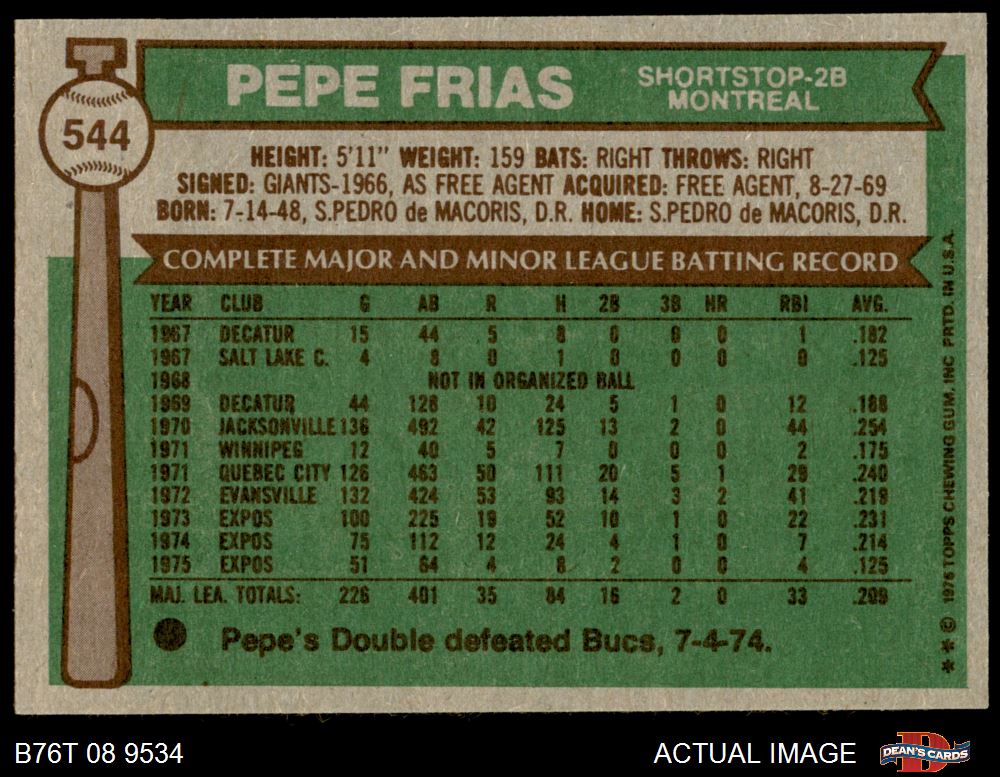 PEPE FRIAS
SHORTSTOP-2B
MONTREAL
544
HEIGHT: 5'11" WEIGHT: 159 BATS: RIGHT THROWS: RIGHT
SIGNED: GIANTS-1966, AS FREE AGENT ACQUIRED: FREE AGENT, 8-27-69
BORN: 7-14-48, S.PEDRO de MACORIS, D.R. HOME: S.PEDRO de MACORIS, D.R.
COMPLETE MAJOR AND MINOR LEAGUE BATTING RECORD
YEAR CLUB G AB R H 2B 3B HR RBI AVG.
1967 DECATUR 15 44 5 8 0 0 0 1 .182
1967 SALT LAKE C. 4 8 0 1 0 0 0 0 .125
1968 NOT IN ORGANIZED BALL
1969 DECATUR 44 128 10 24 5 1 0 12 .188
1970 JACKSONVILLE 136 492 42 125 13 2 0 44 .254
1971 WINNIPEG 12 40 5 7 0 0 0 2 .175
1971 QUEBEC CITY 126 463 50 111 20 5 1 29 .240
1972 EVANSVILLE 132 424 53 93 14 3 2 41 .219
1973 EXPOS 100 225 19 52 10 1 0 22 .231
1974 EXPOS 75 112 12 24 4 1 0 7 .214
1975 EXPOS 51 64 4 8 2 0 0 4 .125
MAJ. LEA. TOTALS: 226 401 35 84 16 2 0 33 .209
Pepe's Double defeated Bucs, 7-4-74.
* * © 1976 TOPPS CHEWING GUM, INC PRTD. IN U.S.A.
B76T 08 9534
ACTUAL IMAGE
D
DEAN'S CARDS